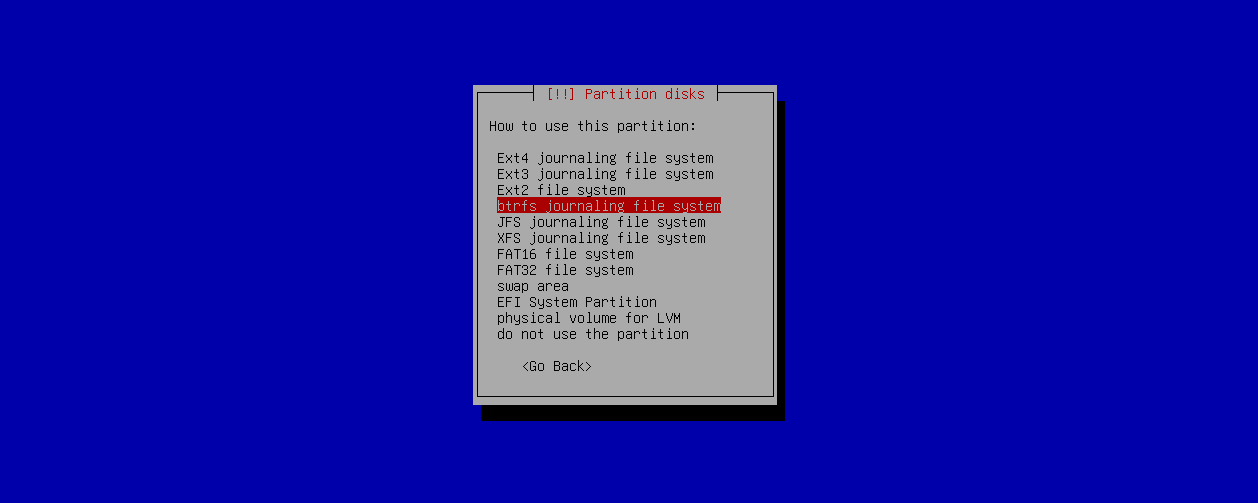 [!!] Partition disks
How to use this partition:
Ext4 journaling file system
Ext3 journaling file system
Ext2 file system
btrfs journaling file system
JFS journaling file system
XFS journaling file system
FAT16 file system
FAT32 file system
swap area
EFI System Partition
physical volume for LVM
do not use the partition
<Go Back>